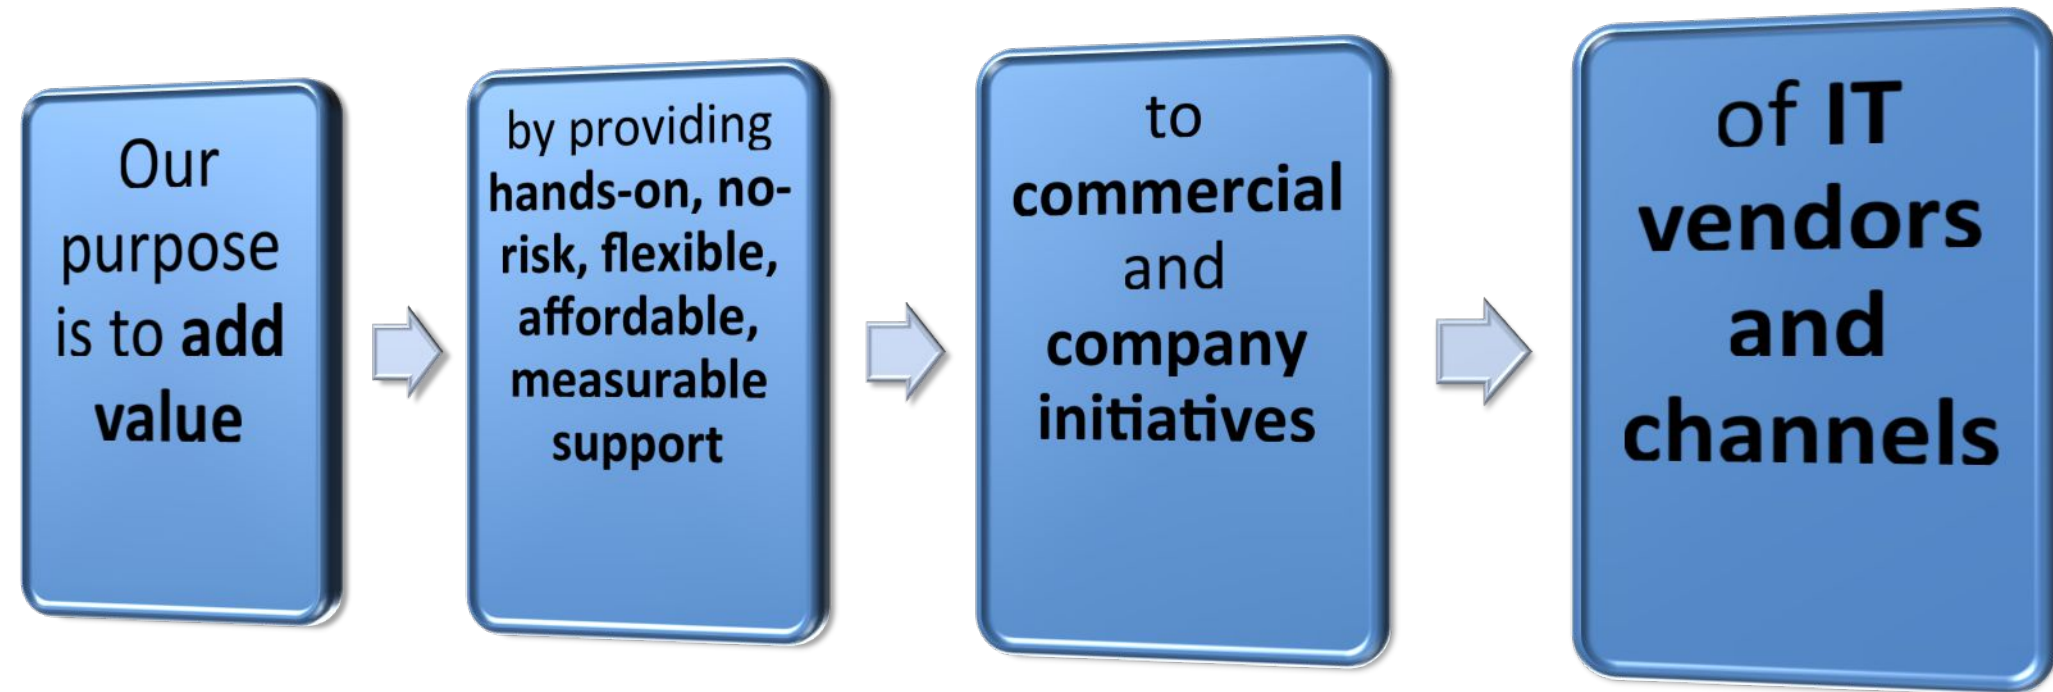 Our
purpose
is to add
value
by providing
hands-on, no-
risk, flexible,
affordable,
measurable
support
to
commercial
and
company
initiatives
of IT
vendors
and
channels